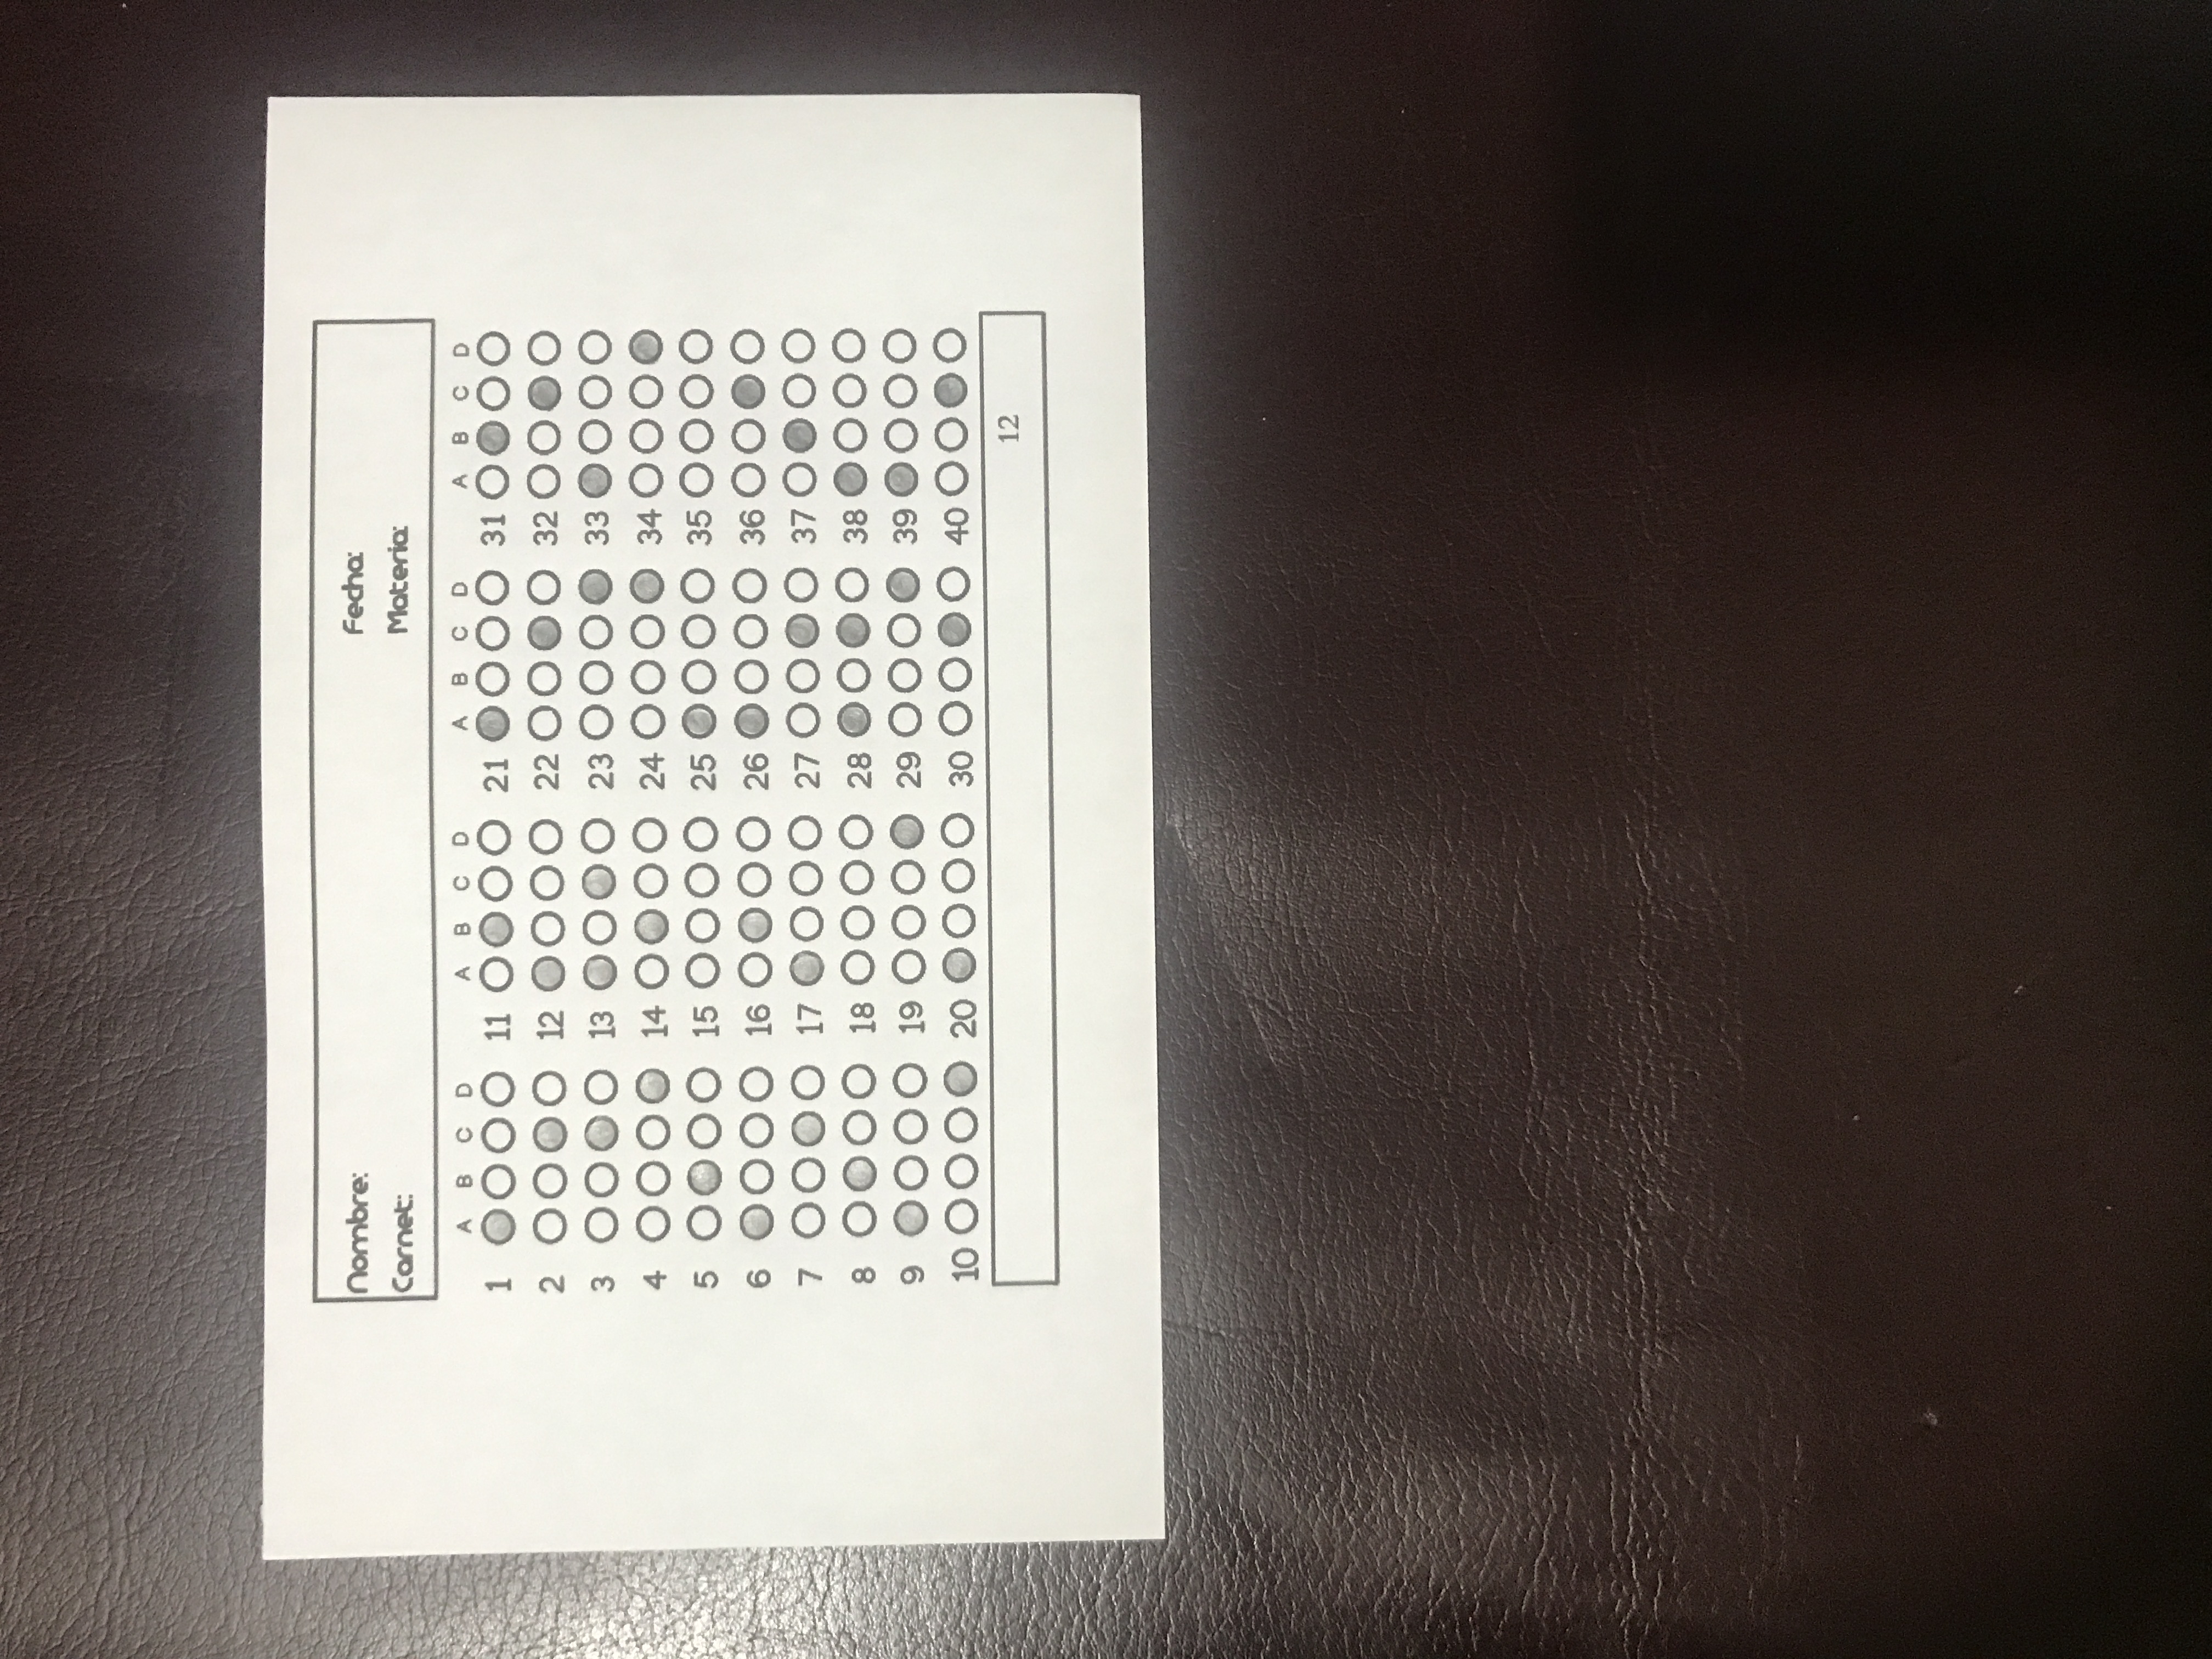 Nombre: Fecha:
Carnet: Materia:
A B C D A B C D A B C D A B C D
1 11 21 31
2 12 22 32
3 13 23 33
4 14 24 34
5 15 25 35
6 16 26 36
7 17 27 37
8 18 28 38
9 19 29 39
10 20 30 40
12